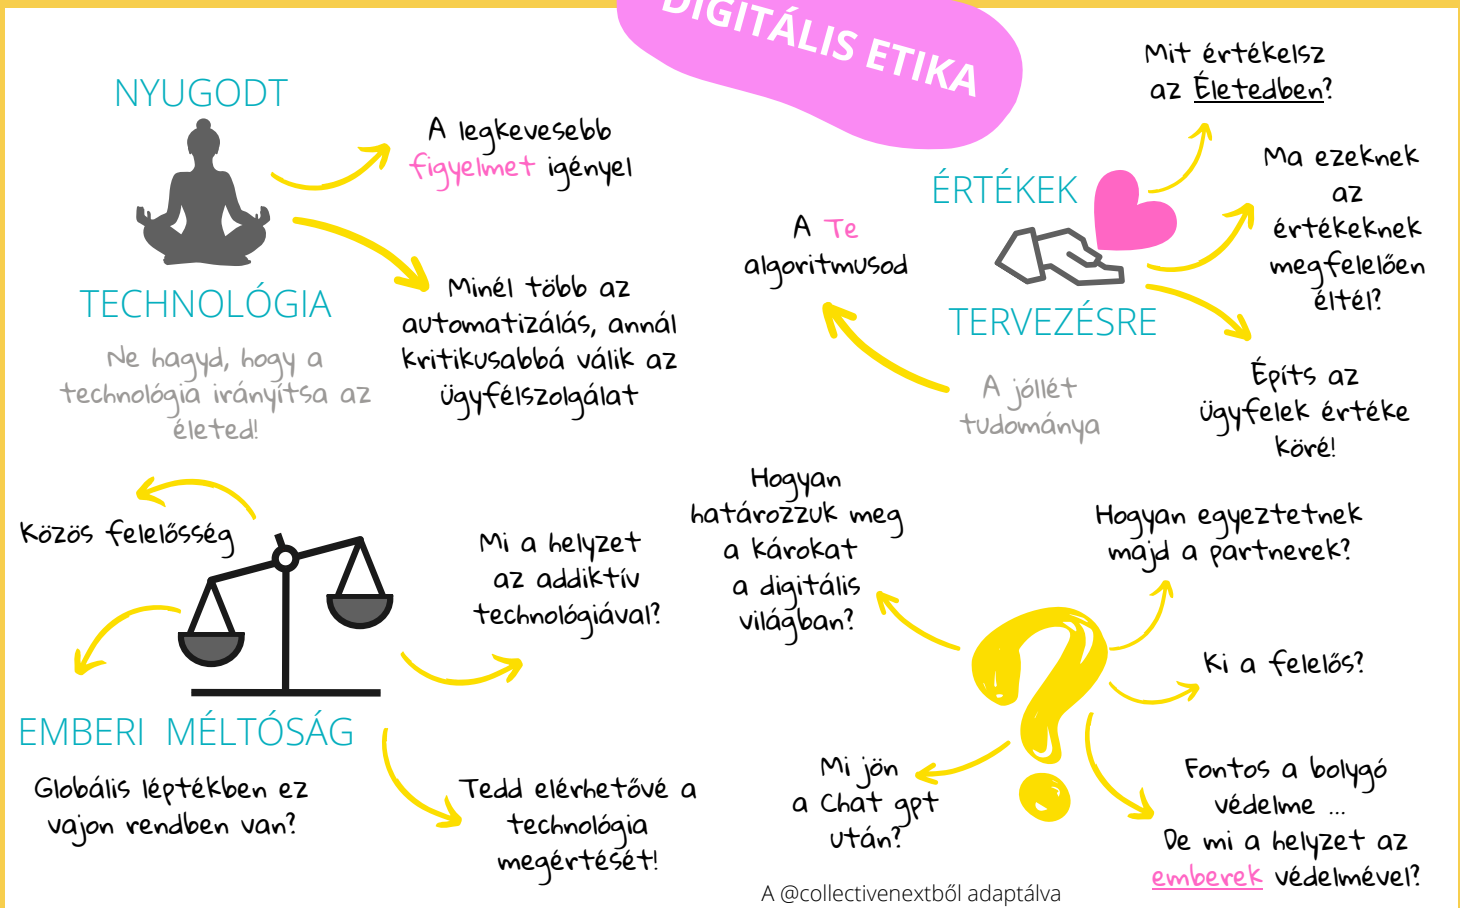 DIGITÁLIS ETIKA
NYUGODT
TECHNOLÓGIA
Ne hagyd, hogy a
technológia irányítsa az
életed!
A legkevesebb
figyelmet igényel
Minél több az
automatizálás, annál
kritikusabbá válik az
ügyfélszolgálat
ÉRTÉKEK
TERVEZÉSRE
A jóllét
tudománya
A Te
algoritmusod
Mit értékelsz
az Életedben?
Ma ezeknek
az
értékeknek
megfelelően
éltél?
Építs az
ügyfelek értéke
köré!
Közös felelősség
EMBERI MÉLTÓSÁG
Globális léptékben ez
vajon rendben van?
Mi a helyzet
az addiktív
technológiával?
Tedd elérhetővé a
technológia
megértését!
Hogyan
határozzuk meg
a károkat
a digitális
világban?
Hogyan egyeztetnek
majd a partnerek?
Ki a felelős?
Mi jön
a Chat gpt
után?
Fontos a bolygó
védelme ...
De mi a helyzet az
emberek védelmével?
A @collectivenextből adaptálva